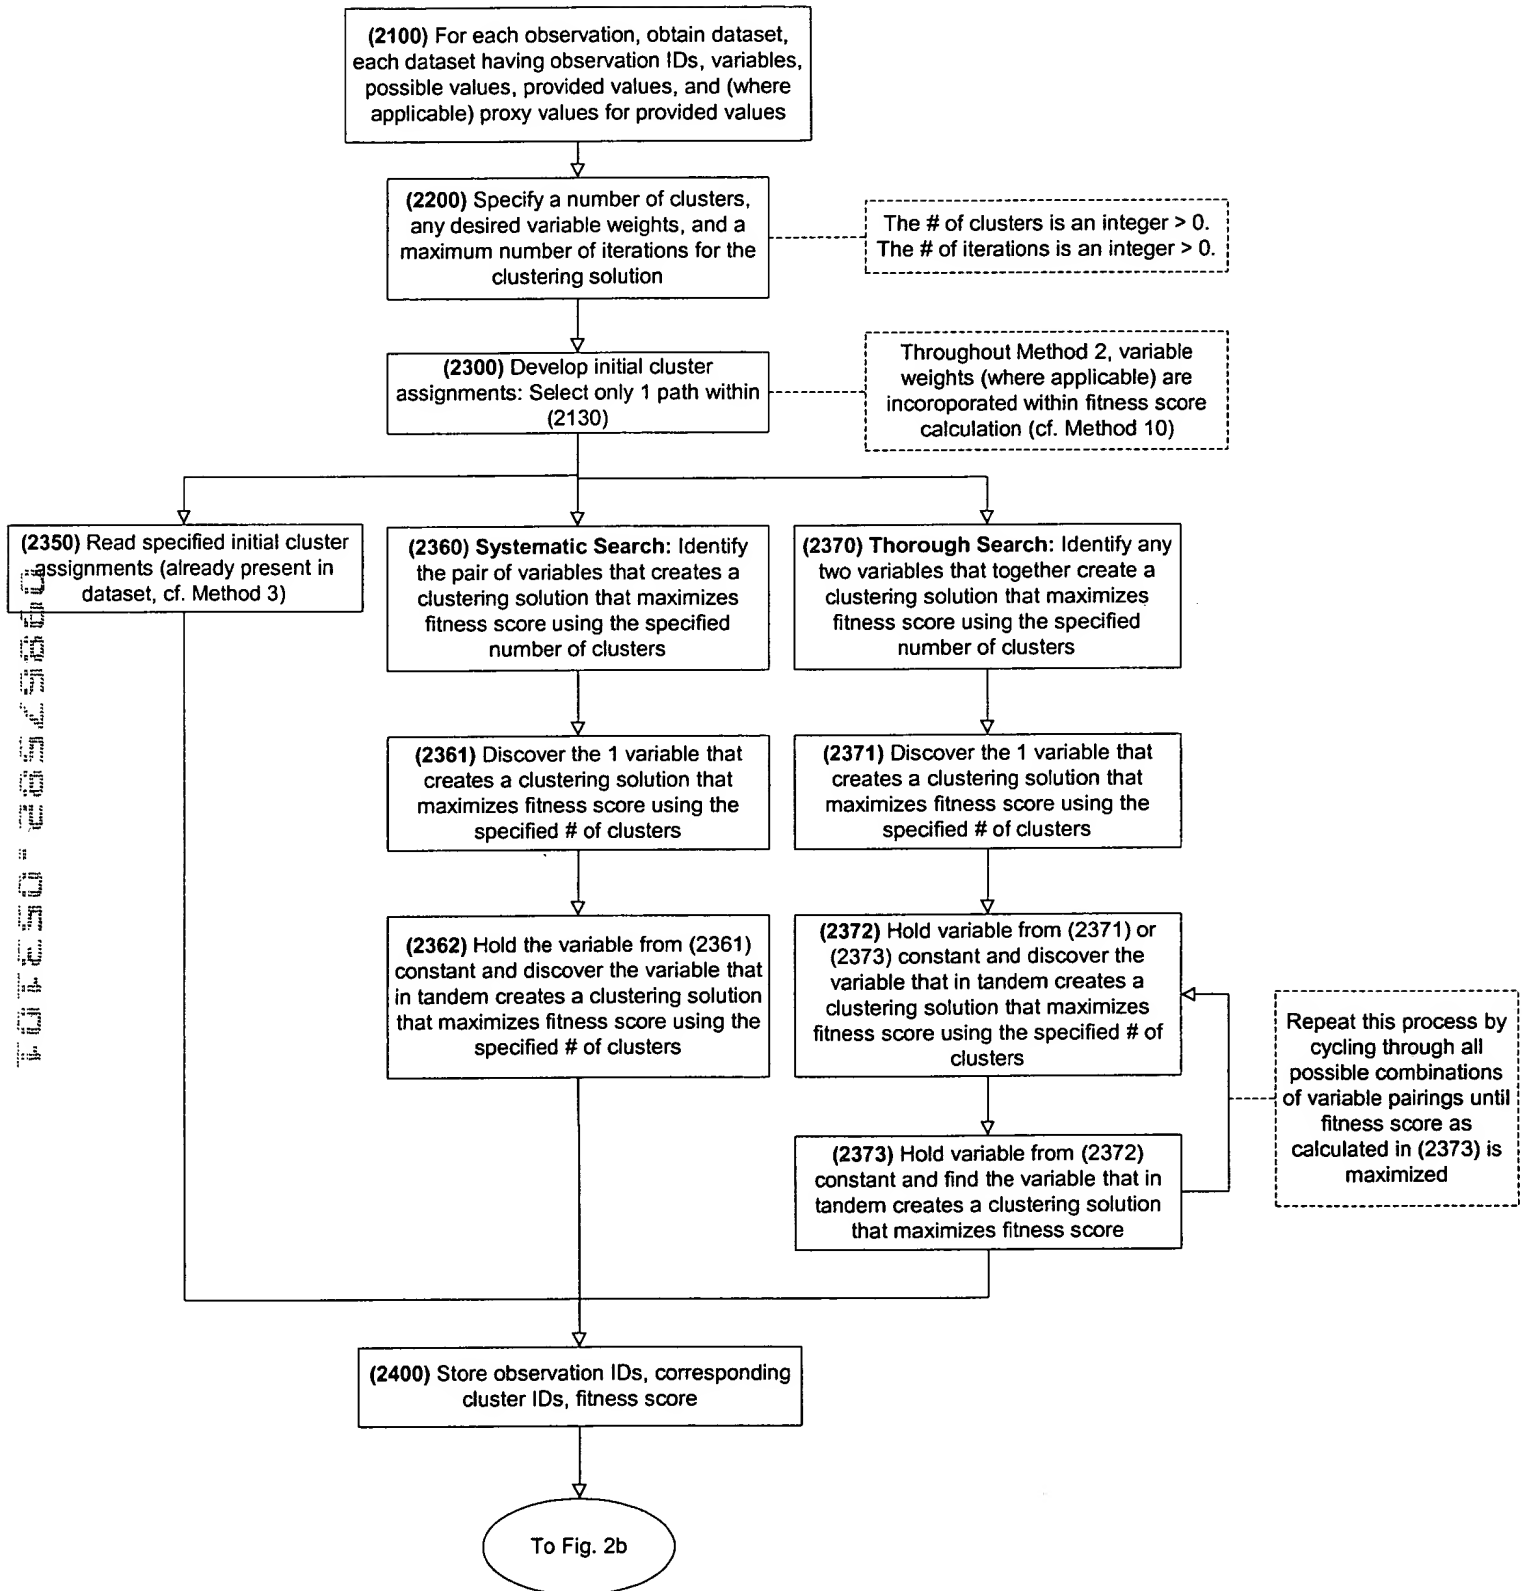 (2100) For each observation, obtain dataset,
each dataset having observation IDs, variables,
possible values, provided values, and (where
applicable) proxy values for provided values
(2200) Specify a number of clusters,
any desired variable weights, and a
maximum number of iterations for the
clustering solution
The # of clusters is an integer > 0.
The # of iterations is an integer > 0.
(2300) Develop initial cluster
assignments: Select only 1 path within
(2130)
Throughout Method 2, variable
weights (where applicable) are
incoroporated within fitness score
calculation (cf. Method 10)
(2350) Read specified initial cluster
assignments (already present in
dataset, cf. Method 3)
(2360) Systematic Search: Identify
the pair of variables that creates a
clustering solution that maximizes
fitness score using the specified
number of clusters
(2370) Thorough Search: Identify any
two variables that together create a
clustering solution that maximizes
fitness score using the specified
number of clusters
(2361) Discover the 1 variable that
creates a clustering solution that
maximizes fitness score using the
specified # of clusters
(2371) Discover the 1 variable that
creates a clustering solution that
maximizes fitness score using the
specified # of clusters
(2362) Hold the variable from (2361)
constant and discover the variable that
in tandem creates a clustering solution
that maximizes fitness score using the
specified # of clusters
(2372) Hold variable from (2371) or
(2373) constant and discover the
variable that in tandem creates a
clustering solution that maximizes
fitness score using the specified # of
clusters
Repeat this process by
cycling through all
possible combinations
of variable pairings until
fitness score as
calculated in (2373) is
maximized
(2373) Hold variable from (2372)
constant and find the variable that in
tandem creates a clustering solution
that maximizes fitness score
(2400) Store observation IDs, corresponding
cluster IDs, fitness score
To Fig. 2b